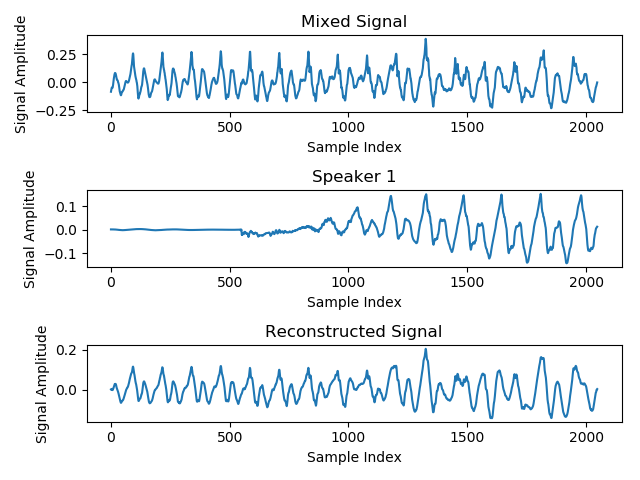 Mixed Signal
Signal Amplitude
0.25
0.00
−0.25
0 500 1000 1500 2000
Sample Index
Speaker 1
Signal Amplitude
0.1
0.0
−0.1
0 500 1000 1500 2000
Sample Index
Reconstructed Signal
Signal Amplitude
0.2
0.0
0 500 1000 1500 2000
Sample Index